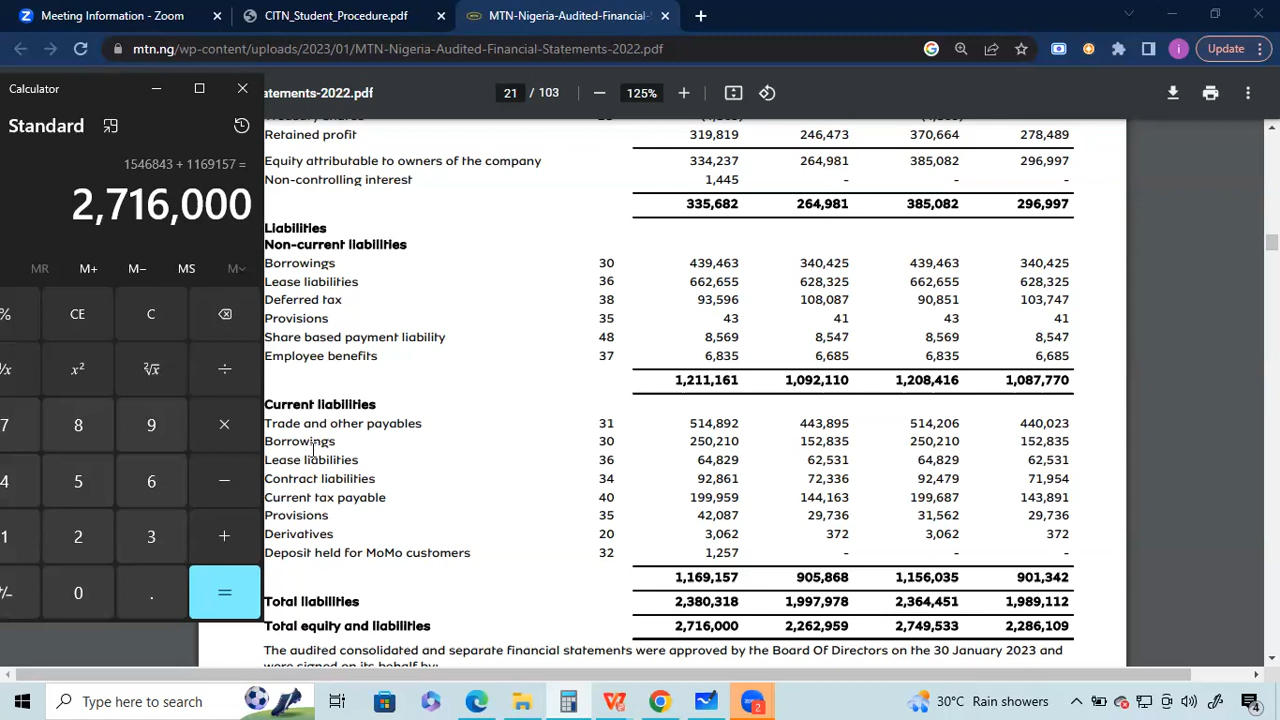 Meeting Information - Zoom
CITN_Student_Procedure.pdf
MTN-Nigeria-Audited-Financial-S
mtn.ng/wp-content/uploads/2023/01/MTN-Nigeria-Audited-Financial-Statements-2022.pdf
i
Update
Calculator
atements-2022.pdf
21 / 103
125%
Standard
Retained profit 319,819 246,473 370,664 278,489
1546843 + 1169157 =
2,716,000
Equity attributable to owners of the company 334,237 264,981 385,082 296,997
Non-controlling interest 1,445 - - -
335,682 264,981 385,082 296,997
MR M+ M− MS M
% CE C
x² ²√x ÷
7 8 9 ×
4 5 6 −
1 2 3 +
+/- 0 . =
Liabilities
Non-current liabilities
Borrowings 30 439,463 340,425 439,463 340,425
Lease liabilities 36 662,655 628,325 662,655 628,325
Deferred tax 38 93,596 108,087 90,851 103,747
Provisions 35 43 41 43 41
Share based payment liability 48 8,569 8,547 8,569 8,547
Employee benefits 37 6,835 6,685 6,835 6,685
1,211,161 1,092,110 1,208,416 1,087,770
Current liabilities
Trade and other payables 31 514,892 443,895 514,206 440,023
Borrowings 30 250,210 152,835 250,210 152,835
Lease liabilities 36 64,829 62,531 64,829 62,531
Contract liabilities 34 92,861 72,336 92,479 71,954
Current tax payable 40 199,959 144,163 199,687 143,891
Provisions 35 42,087 29,736 31,562 29,736
Derivatives 20 3,062 372 3,062 372
Deposit held for MoMo customers 32 1,257 - - -
1,169,157 905,868 1,156,035 901,342
Total liabilities 2,380,318 1,997,978 2,364,451 1,989,112
Total equity and liabilities 2,716,000 2,262,959 2,749,533 2,286,109
The audited consolidated and separate financial statements were approved by the Board Of Directors on the 30 January 2023 and
were signed on its behalf by:
Type here to search
2
30°C Rain showers
4